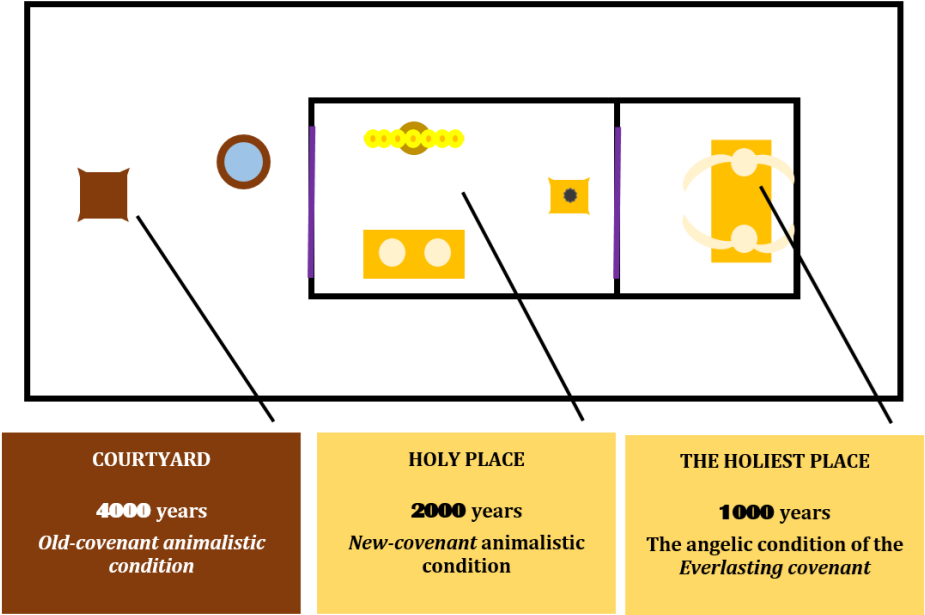 COURTYARD
4000 years
Old-covenant animalistic
condition
HOLY PLACE
2000 years
New-covenant animalistic
condition
THE HOLIEST PLACE
1000 years
The angelic condition of the
Everlasting covenant